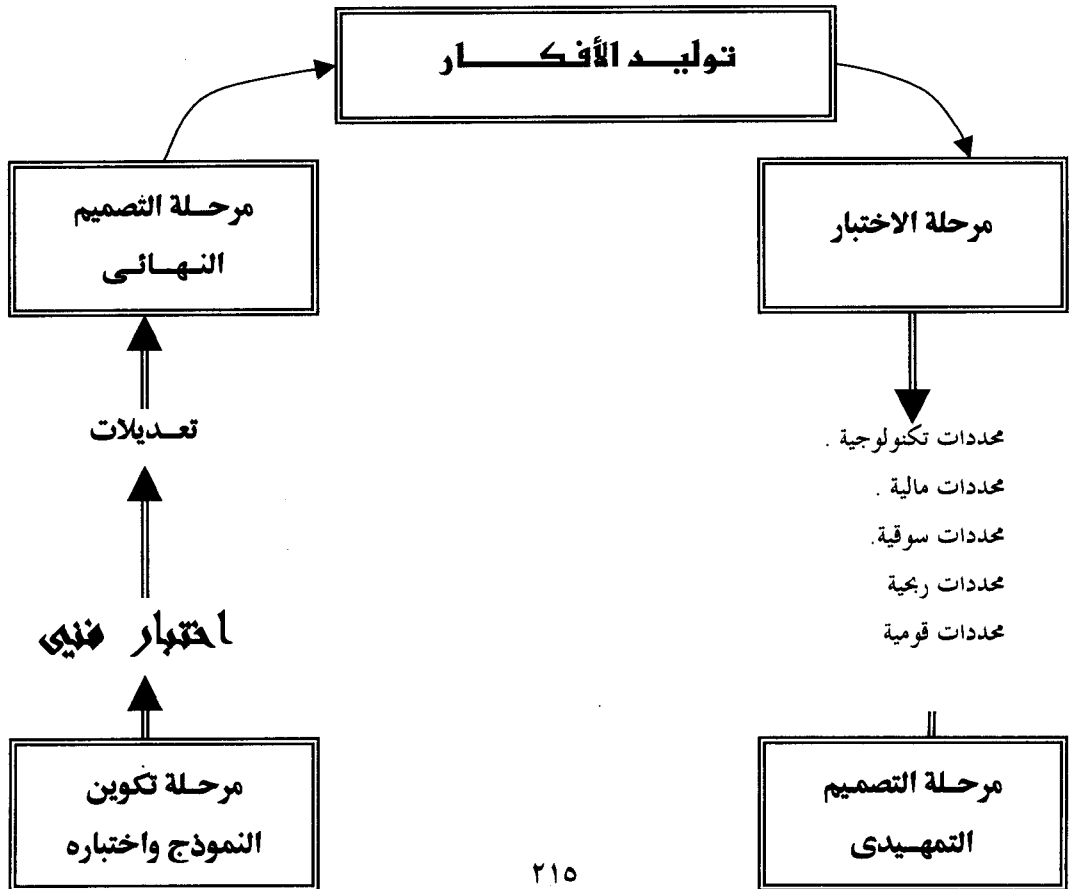 توليد الأفكار
مرحلة الاختبار
محددات تكنولوجية .
محددات مالية .
محددات سوقية.
محددات ربحية
محددات قومية
مرحلة التصميم
التمهيدى
مرحلة التصميم
النهائى
تعديلات
اختبار فنيى
مرحلة تكوين
النموذج واختباره
٢١٥